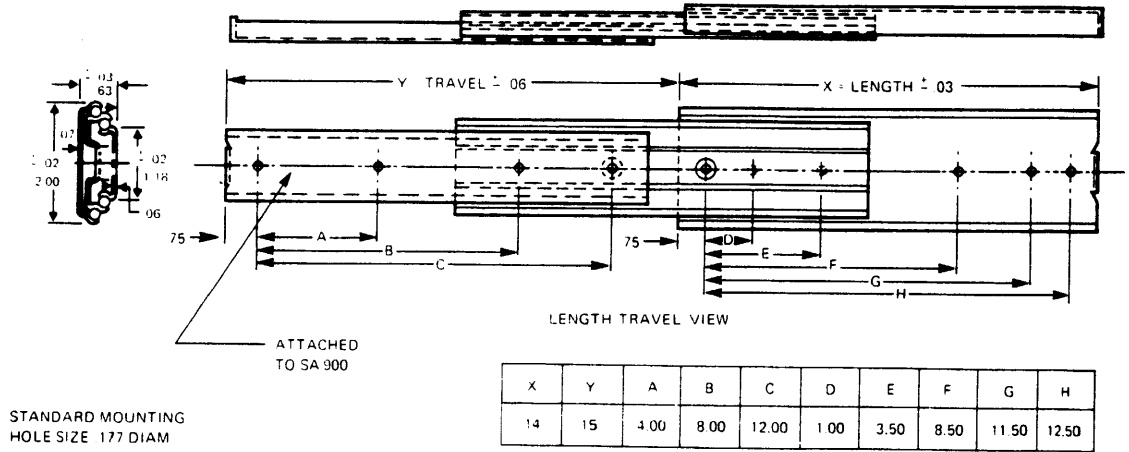 Y TRAVEL ± .06
X = LENGTH ± .03
.03
63
.02
2.00
.02
1.18
06
75
A
B
C
75
D
E
F
G
H
LENGTH TRAVEL VIEW
ATTACHED
TO SA 900
X Y A B C D E F G H
14 15 4.00 8.00 12.00 1.00 3.50 8.50 11.50 12.50
STANDARD MOUNTING
HOLE SIZE 177 DIAM